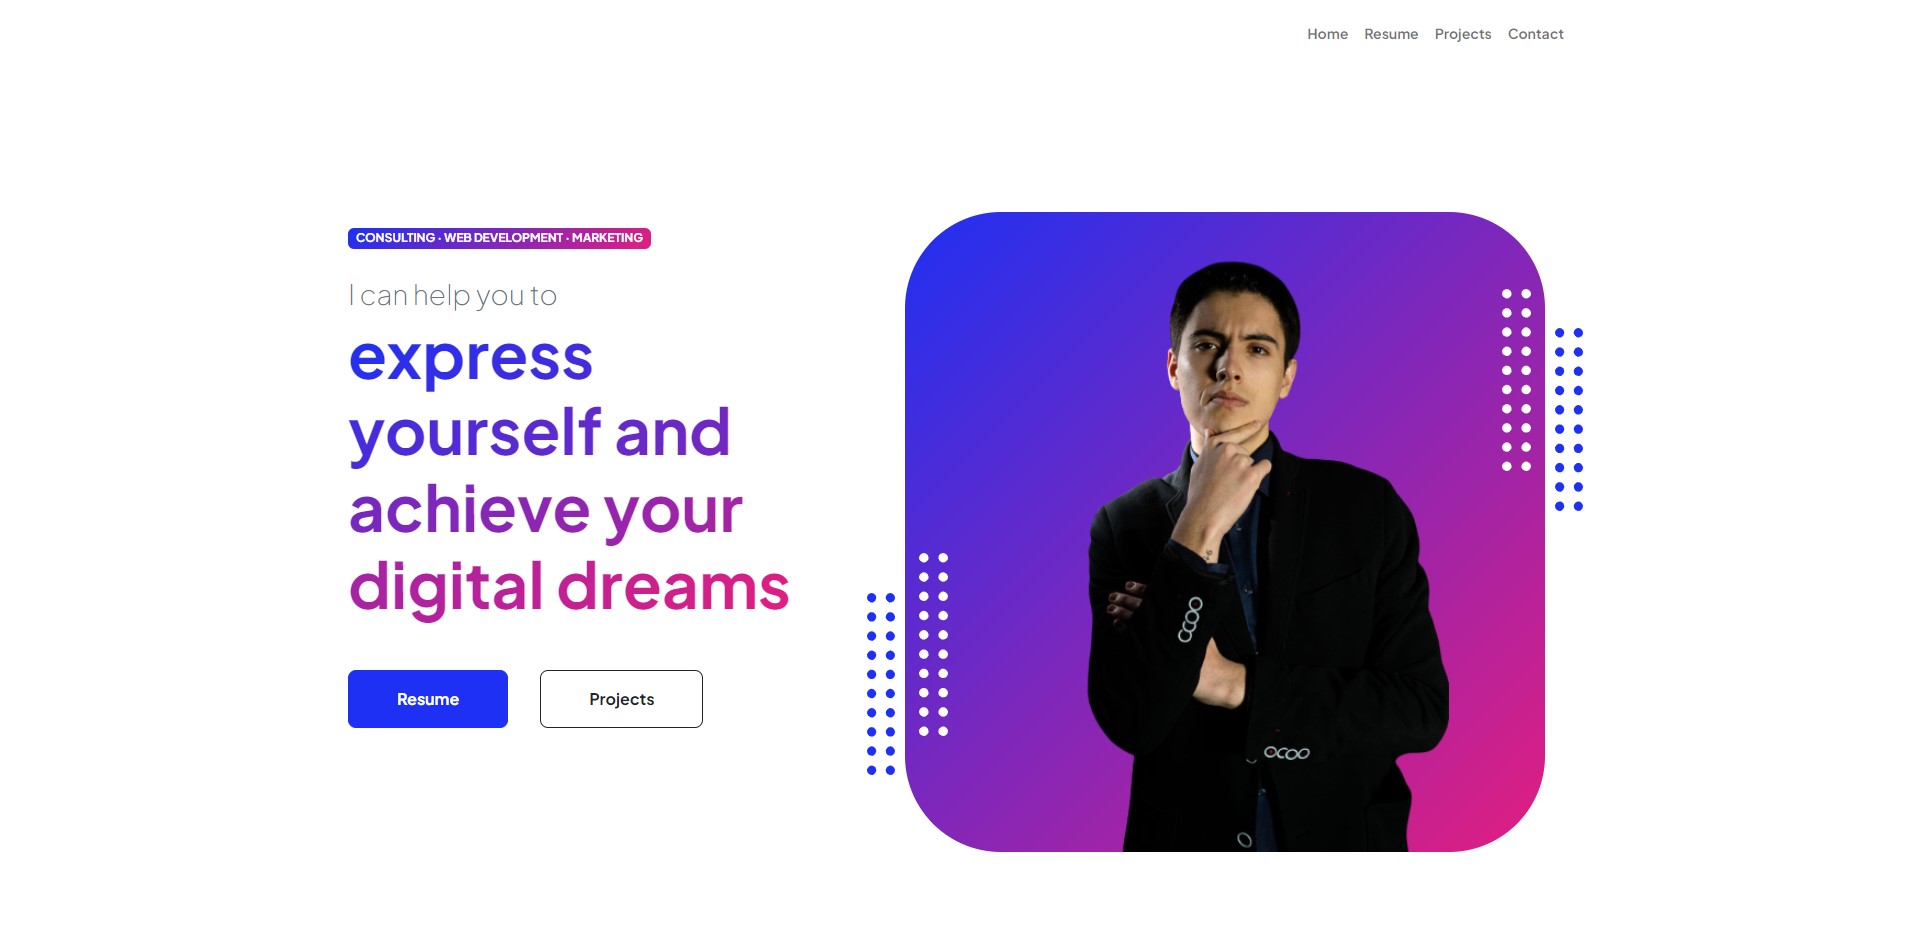 Home Resume Projects Contact
CONSULTING · WEB DEVELOPMENT · MARKETING
I can help you to
express
yourself and
achieve your
digital dreams
Resume Projects